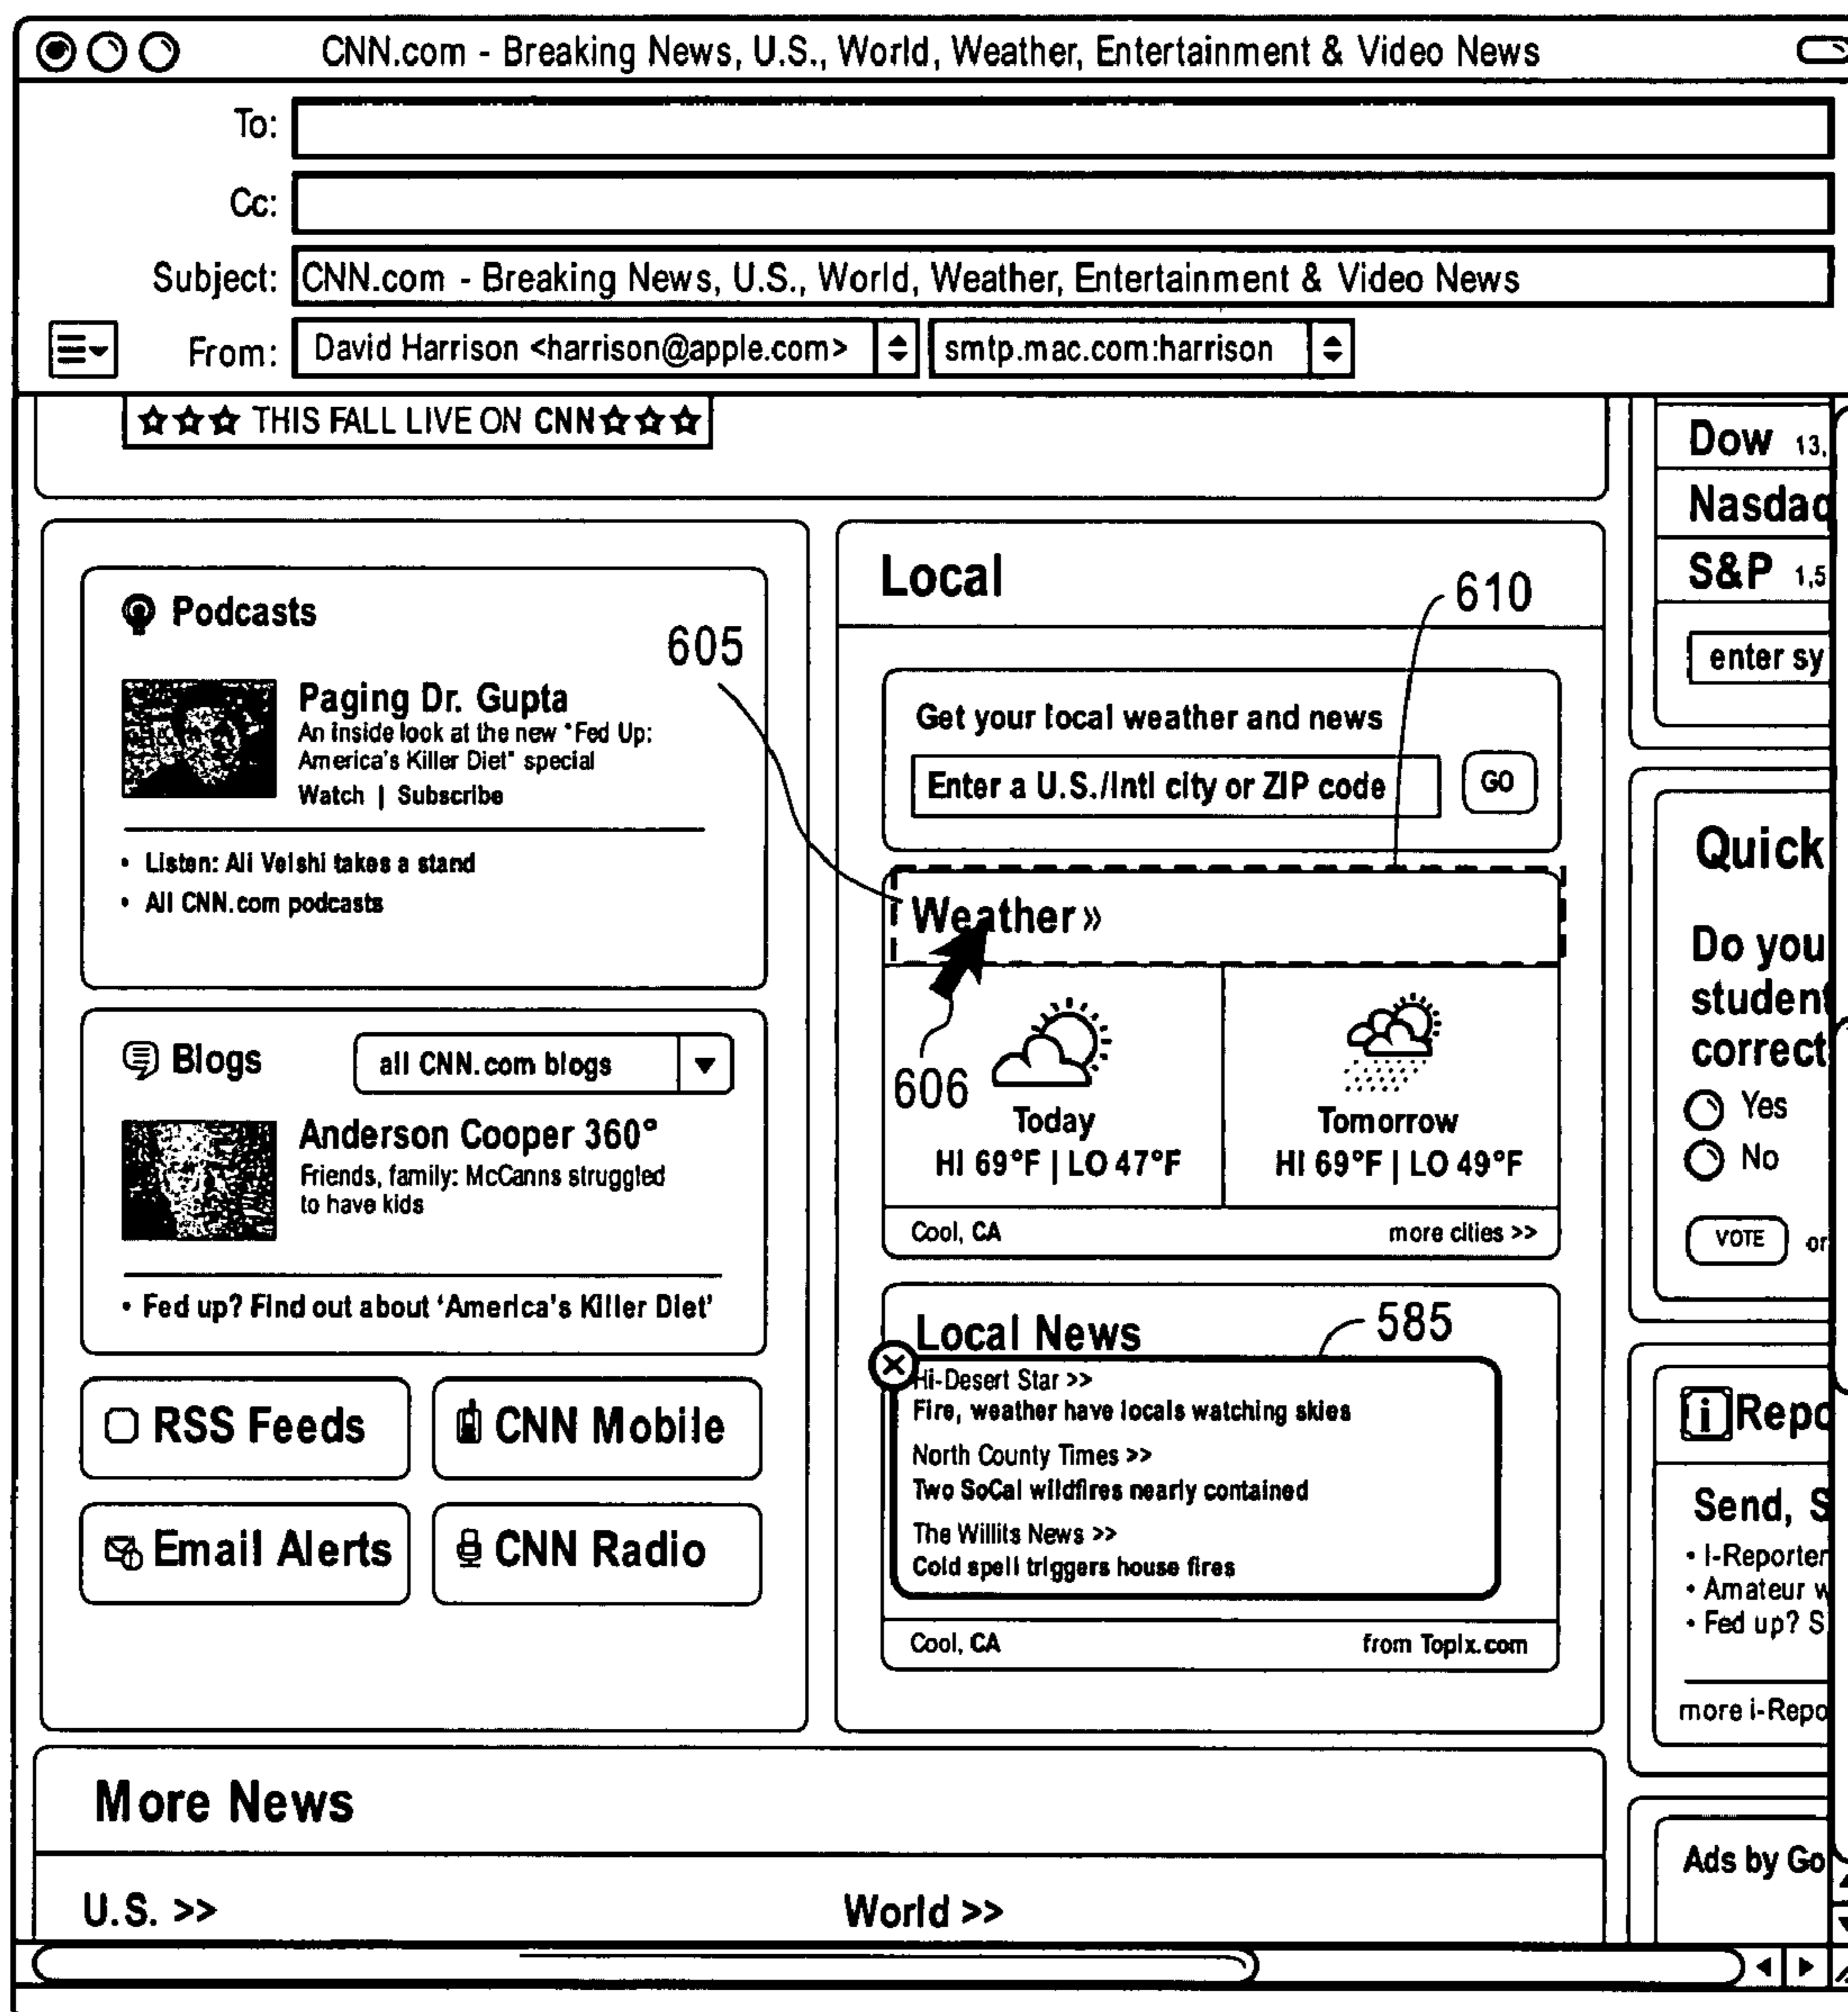 CNN.com - Breaking News, U.S., World, Weather, Entertainment & Video News
To:
Cc:
Subject: CNN.com - Breaking News, U.S., World, Weather, Entertainment & Video News
From: David Harrison <harrison@apple.com> smtp.mac.com:harrison
☆☆☆ THIS FALL LIVE ON CNN ☆☆☆
Podcasts
605
Paging Dr. Gupta
An inside look at the new "Fed Up:
America's Killer Diet" special
Watch | Subscribe
• Listen: Ali Velshi takes a stand
• All CNN.com podcasts
Blogs
all CNN.com blogs
Anderson Cooper 360°
Friends, family: McCanns struggled
to have kids
• Fed up? Find out about 'America's Killer Diet'
RSS Feeds
CNN Mobile
Email Alerts
CNN Radio
Local
610
Get your local weather and news
Enter a U.S./Intl city or ZIP code
GO
Weather »
606
Today
HI 69°F | LO 47°F
Tomorrow
HI 69°F | LO 49°F
Cool, CA
more cities >>
Local News
585
Hi-Desert Star >>
Fire, weather have locals watching skies
North County Times >>
Two SoCal wildfires nearly contained
The Willits News >>
Cold spell triggers house fires
Cool, CA
from Topix.com
Dow 13,
Nasdaq
S&P 1,5
enter sy
Quick
Do you
student
correct
Yes
No
VOTE or
i Repo
Send, S
• I-Reporter
• Amateur w
• Fed up? S
more i-Repo
Ads by Go
More News
U.S. >>
World >>